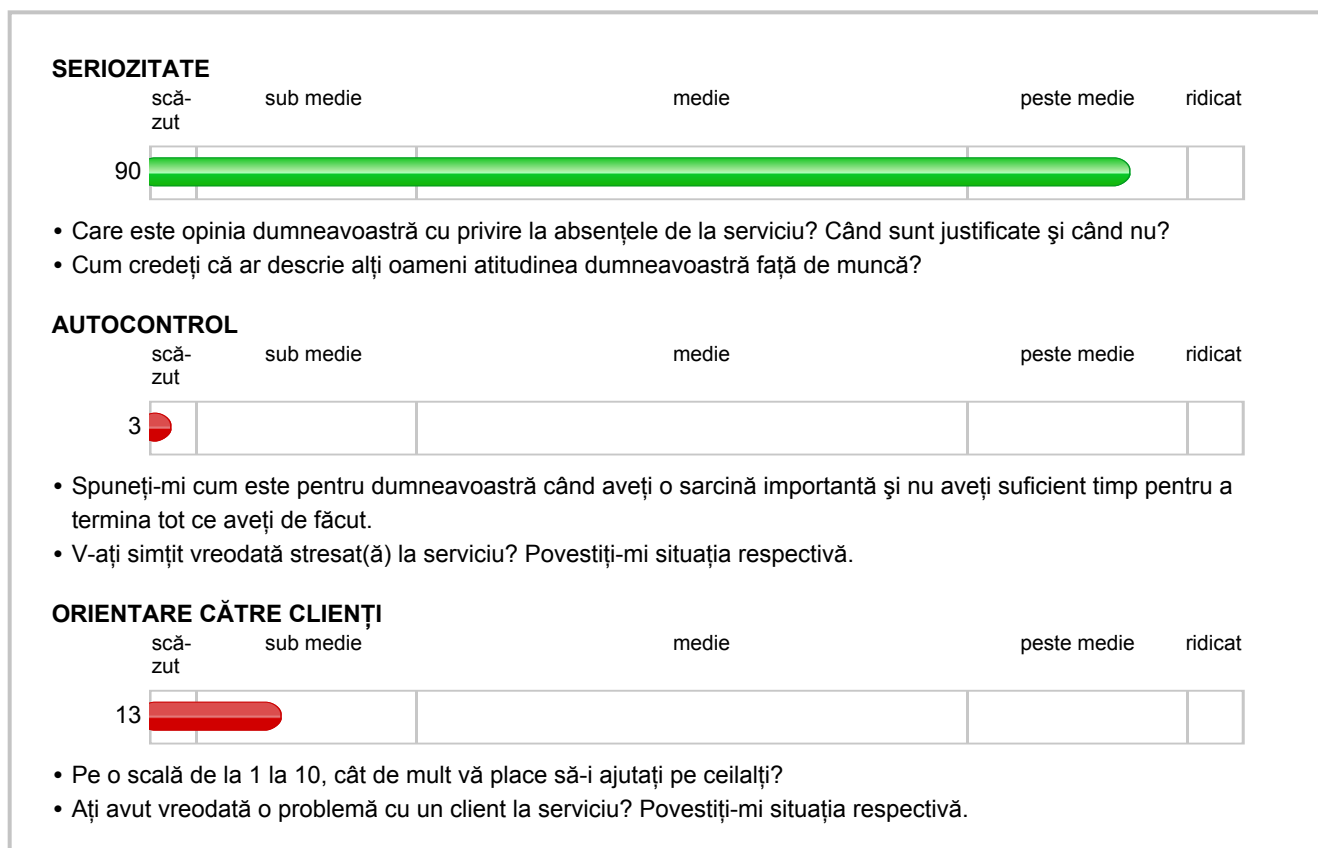 SERIOZITATE
scă-
zut
sub medie
medie
peste medie
ridicat
90
• Care este opinia dumneavoastră cu privire la absențele de la serviciu? Când sunt justificate şi când nu?
• Cum credeți că ar descrie alți oameni atitudinea dumneavoastră față de muncă?
AUTOCONTROL
scă-
zut
sub medie
medie
peste medie
ridicat
3
• Spuneți-mi cum este pentru dumneavoastră când aveți o sarcină importantă şi nu aveți suficient timp pentru a
termina tot ce aveți de făcut.
• V-ați simțit vreodată stresat(ă) la serviciu? Povestiți-mi situația respectivă.
ORIENTARE CĂTRE CLIENȚI
scă-
zut
sub medie
medie
peste medie
ridicat
13
• Pe o scală de la 1 la 10, cât de mult vă place să-i ajutați pe ceilalți?
• Ați avut vreodată o problemă cu un client la serviciu? Povestiți-mi situația respectivă.